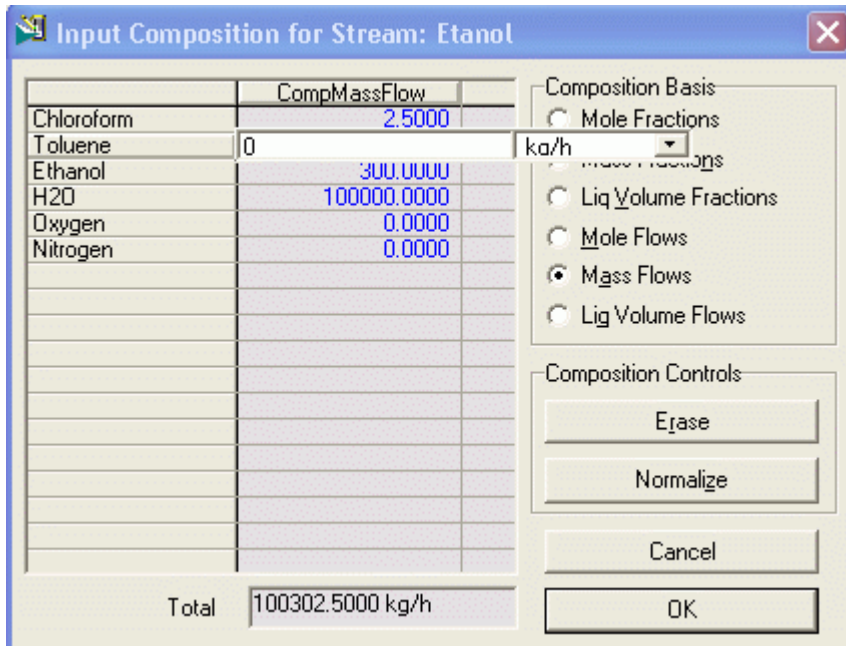 Input Composition for Stream: Etanol
CompMassFlow
Chloroform 2.5000
Toluene 0 kg/h
Ethanol 300.0000
H2O 100000.0000
Oxygen 0.0000
Nitrogen 0.0000
Total 100302.5000 kg/h
Composition Basis
Mole Fractions
Mass Fractions
Liq Volume Fractions
Mole Flows
Mass Flows
Liq Volume Flows
Composition Controls
Erase
Normalize
Cancel
OK